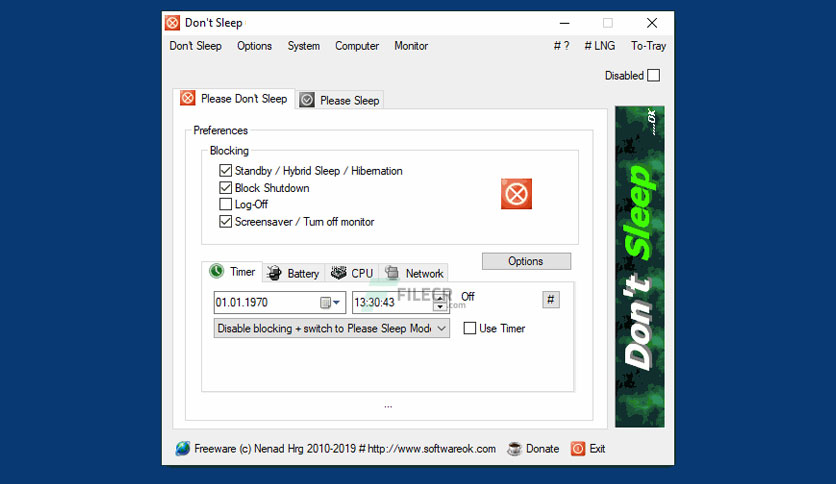 Don't Sleep
Don't Sleep Options System Computer Monitor # ? # LNG To-Tray
Disabled
Please Don't Sleep Please Sleep
Preferences
Blocking
Standby / Hybrid Sleep / Hibernation
Block Shutdown
Log-Off
Screensaver / Turn off monitor
Options
Timer Battery CPU Network
01.01.1970 13:30:43 Off #
FILECR
.com
Disable blocking + switch to Please Sleep Mode Use Timer
...
Don't Sleep ....OK
Freeware (c) Nenad Hrg 2010-2019 # http://www.softwareok.com Donate Exit